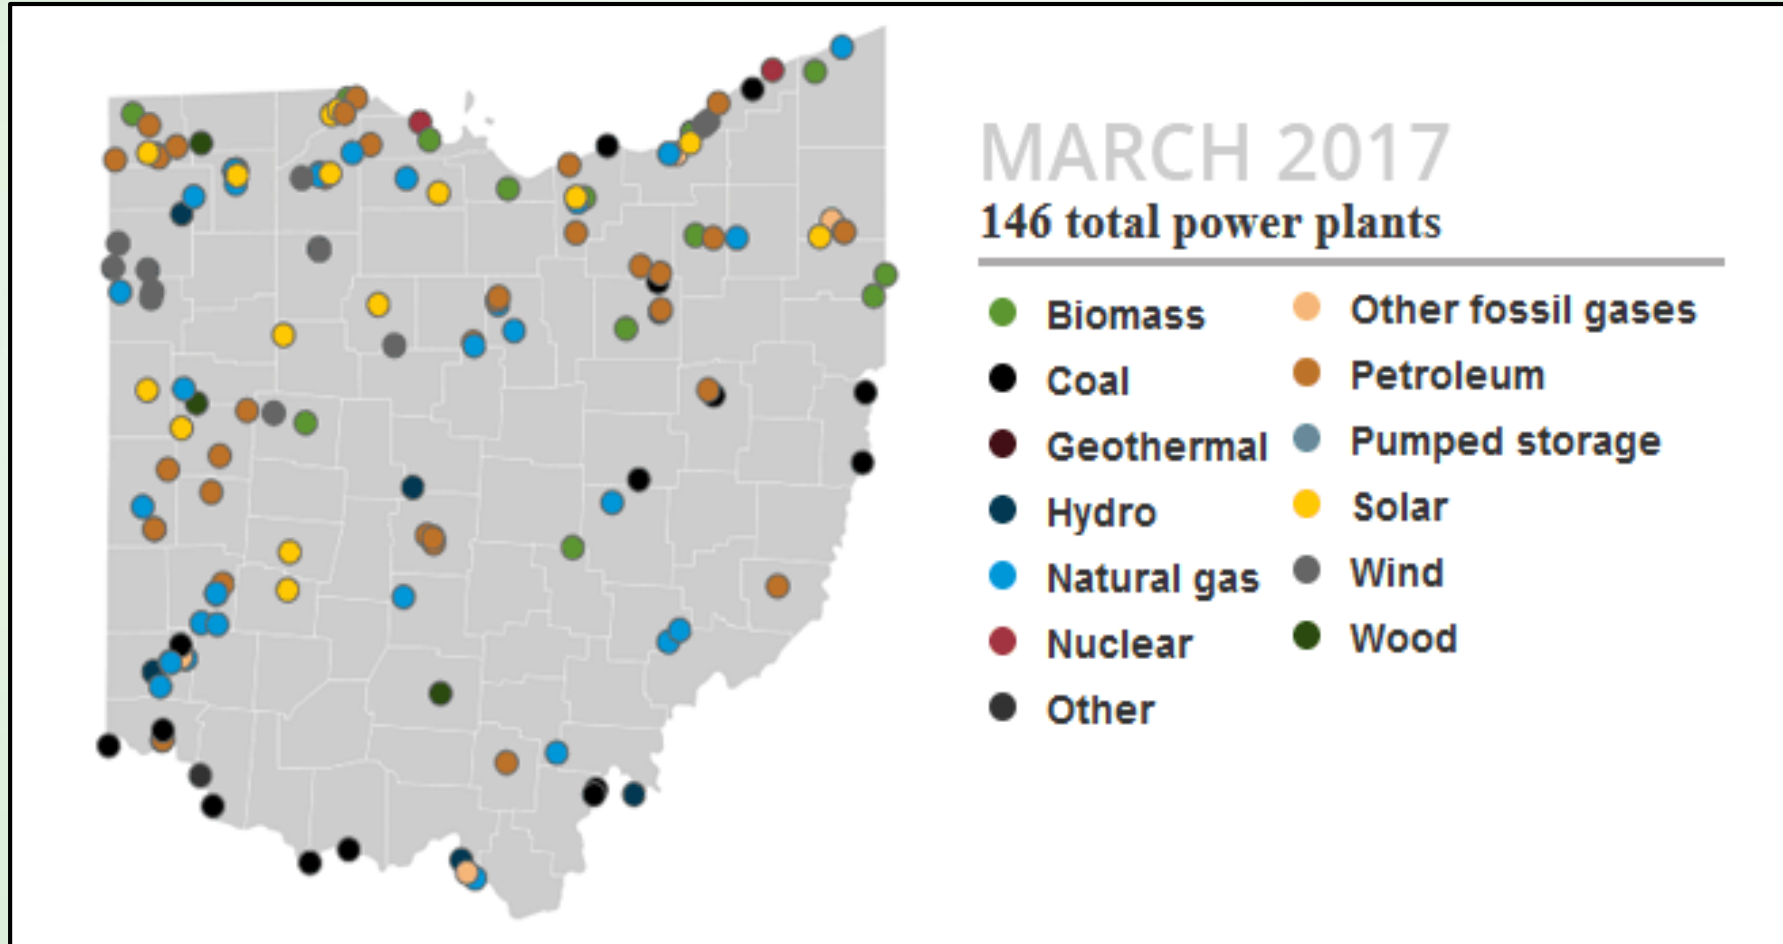 MARCH 2017
146 total power plants
Biomass
Coal
Geothermal
Hydro
Natural gas
Nuclear
Other
Other fossil gases
Petroleum
Pumped storage
Solar
Wind
Wood